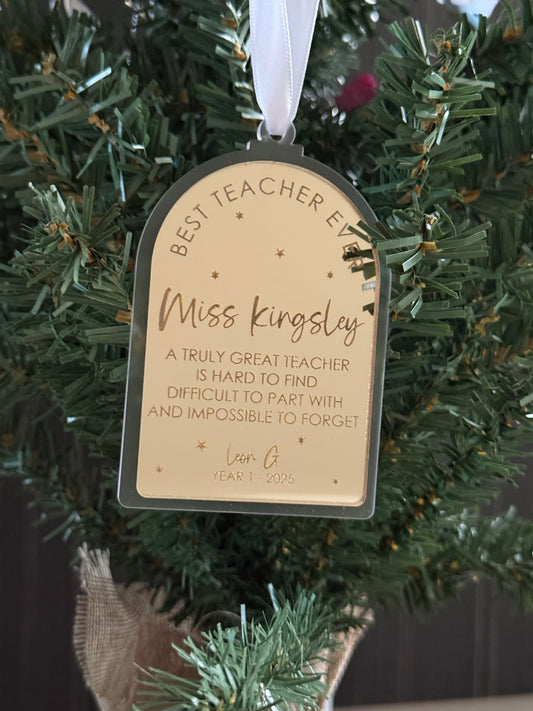 BEST TEACHER EVER
Miss Kingsley
A TRULY GREAT TEACHER
IS HARD TO FIND
DIFFICULT TO PART WITH
AND IMPOSSIBLE TO FORGET
Leon G
YEAR 1 - 2025